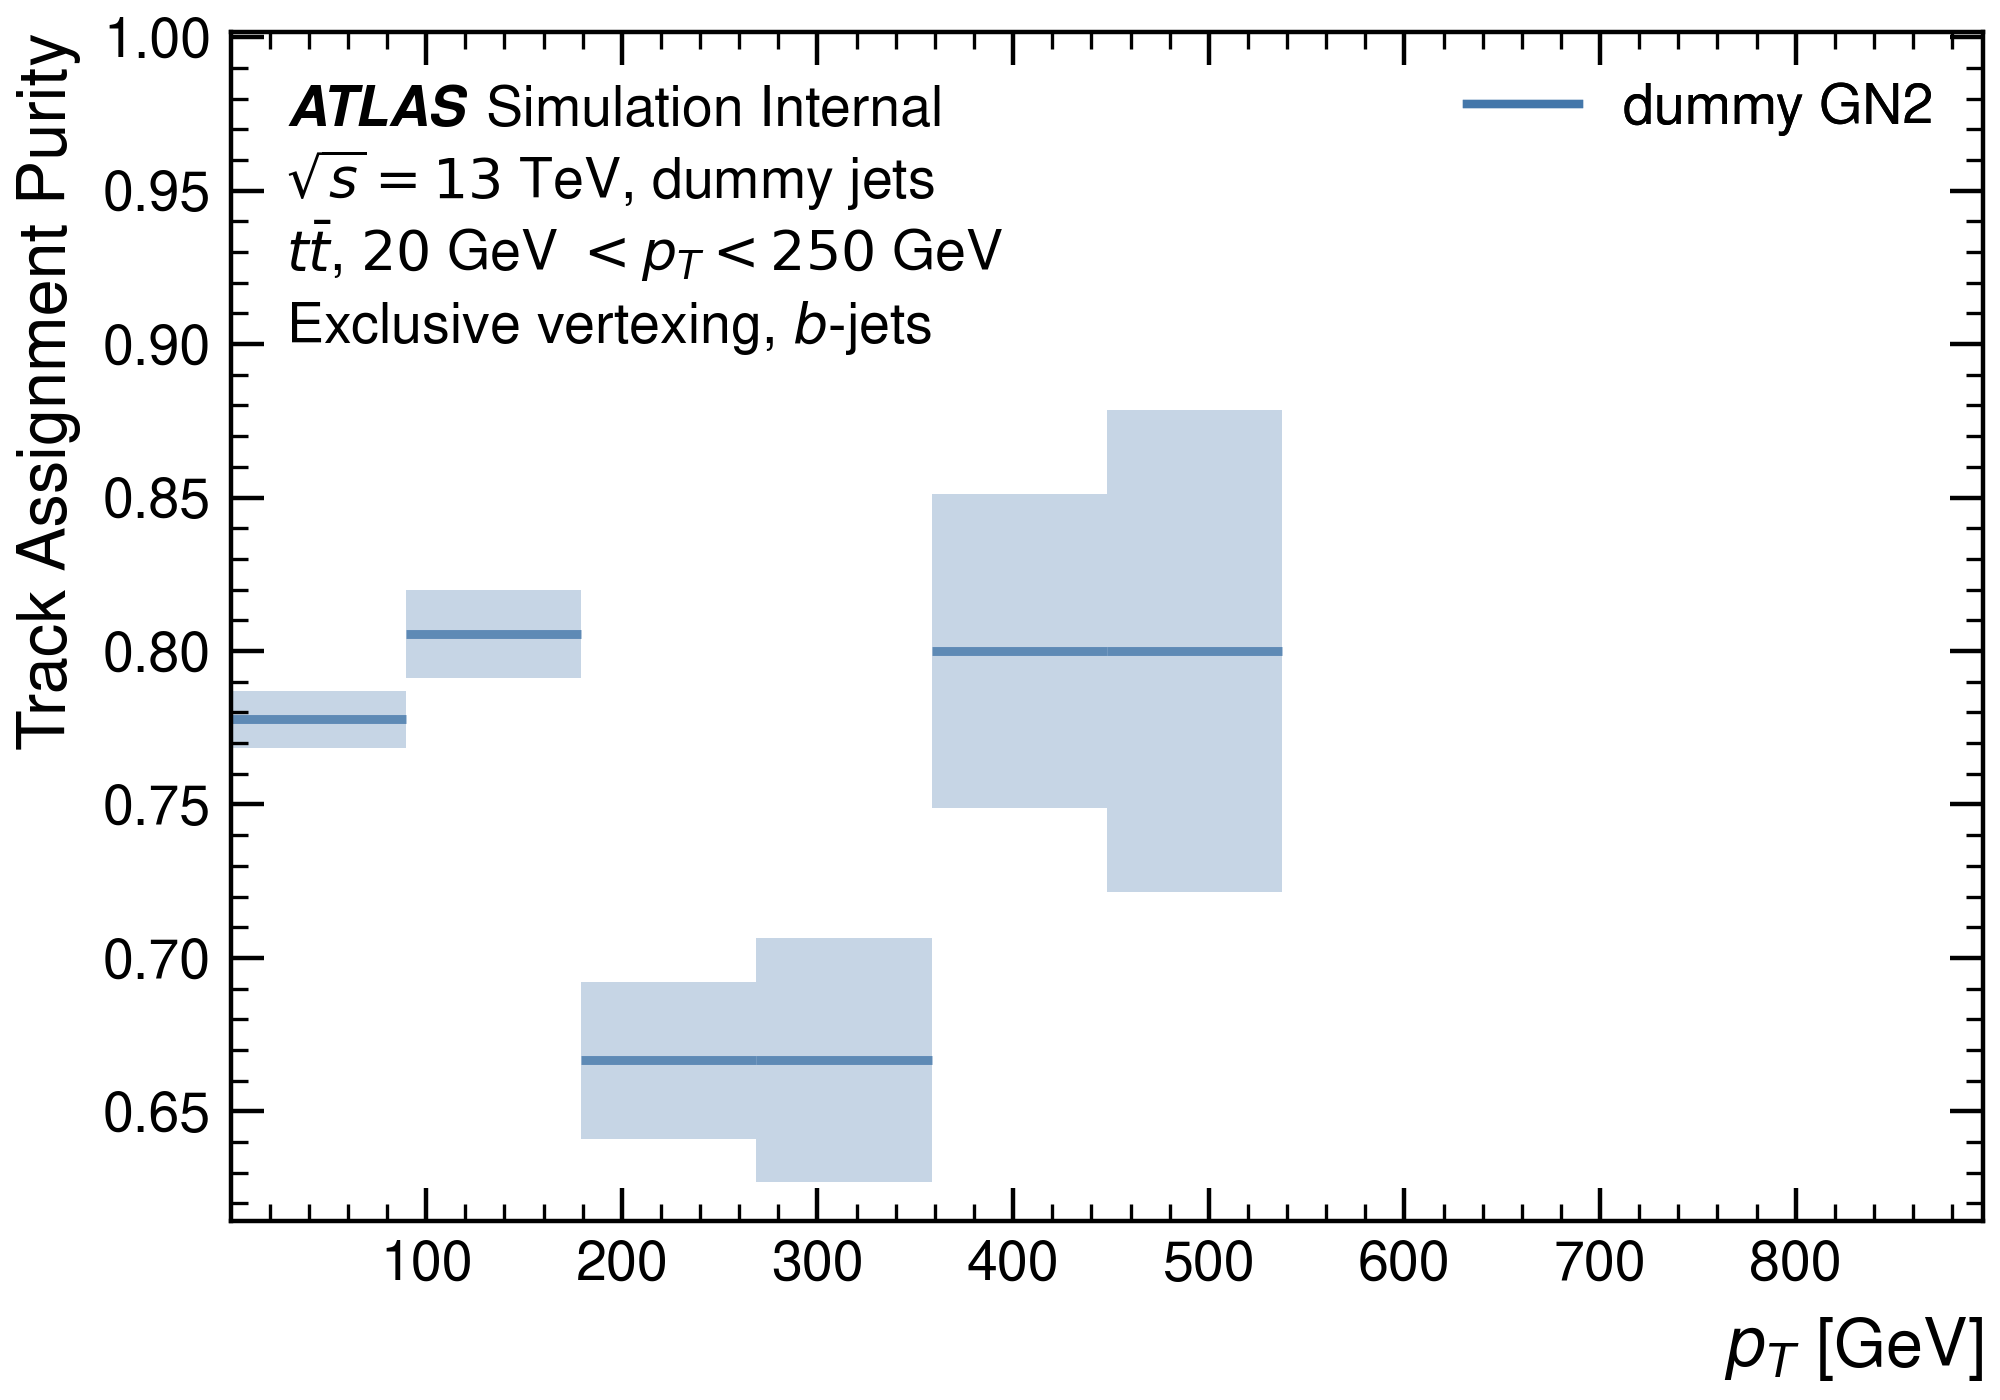 Track Assignment Purity
1.00
0.95
0.90
0.85
0.80
0.75
0.70
0.65
ATLAS Simulation Internal
√s = 13 TeV, dummy jets
tt̄, 20 GeV < p_T < 250 GeV
Exclusive vertexing, b-jets
dummy GN2
100 200 300 400 500 600 700 800
p_T [GeV]